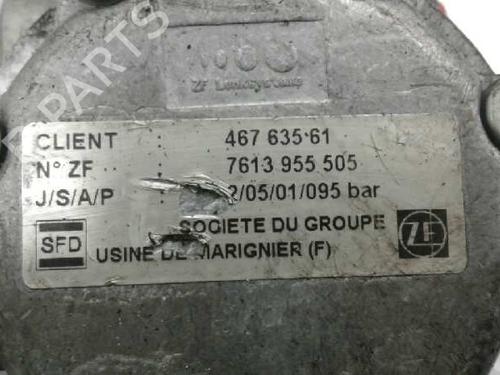 ZF Lenksysteme
CLIENT 467 635 61
N° ZF 7613 955 505
J/S/A/P 2/05/01/095 bar
SOCIETE DU GROUPE
SFD
ZF
USINE DE MARIGNIER (F)